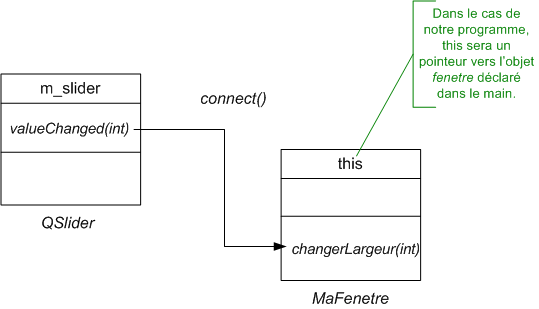 Dans le cas de
notre programme,
this sera un
pointeur vers l'objet
fenetre déclaré
dans le main.
m_slider
connect()
valueChanged(int)
this
QSlider
changerLargeur(int)
MaFenetre